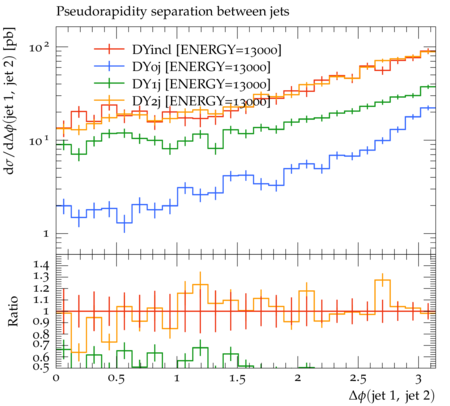 Pseudorapidity separation between jets
dσ/dΔϕ(jet 1, jet 2) [pb]
10²
10¹
1
DYincl [ENERGY=13000]
DY0j [ENERGY=13000]
DY1j [ENERGY=13000]
DY2j [ENERGY=13000]
Ratio
1.4
1.3
1.2
1.1
1
0.9
0.8
0.7
0.6
0.5
0 0.5 1 1.5 2 2.5 3
Δϕ(jet 1, jet 2)